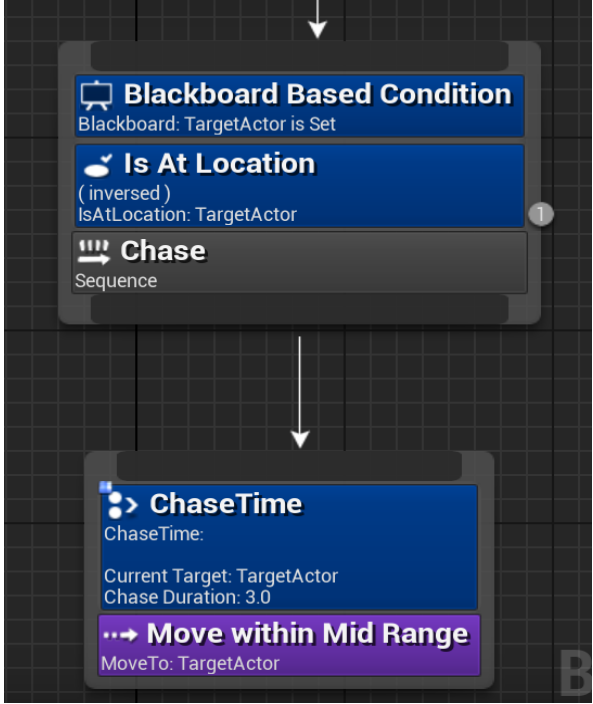 Blackboard Based Condition
Blackboard: TargetActor is Set
Is At Location
( inversed )
IsAtLocation: TargetActor
1
Chase
Sequence
ChaseTime
ChaseTime:
Current Target: TargetActor
Chase Duration: 3.0
Move within Mid Range
MoveTo: TargetActor
B